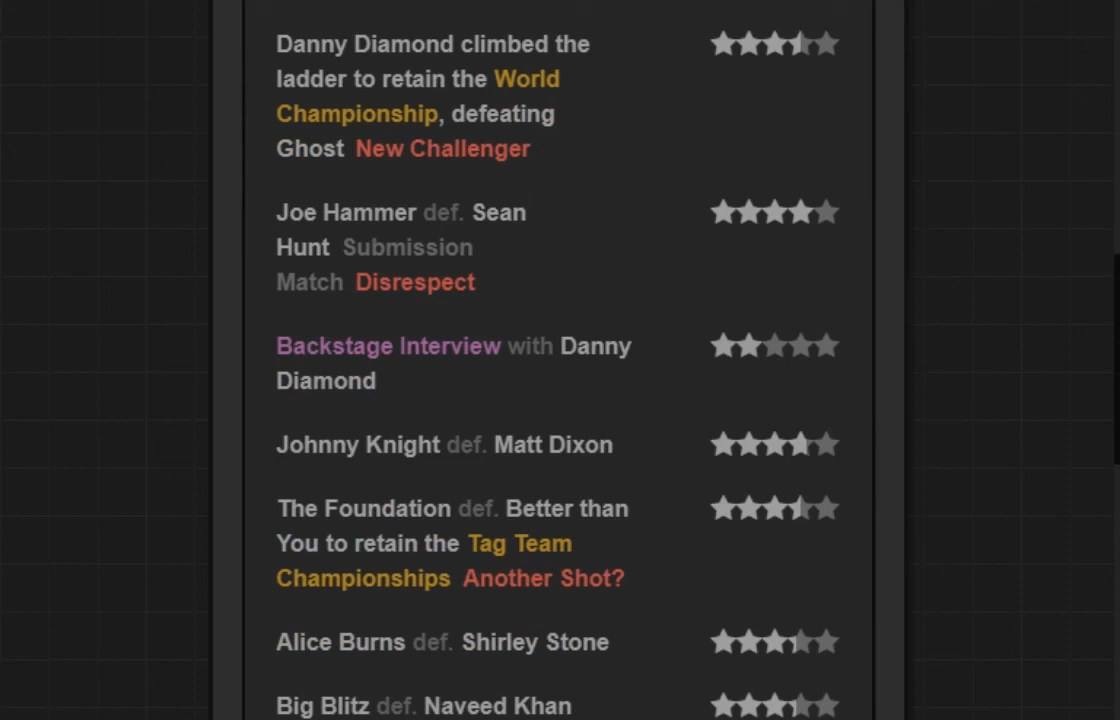 Danny Diamond climbed the
ladder to retain the World
Championship, defeating
Ghost New Challenger
Joe Hammer def. Sean
Hunt Submission
Match Disrespect
Backstage Interview with Danny
Diamond
Johnny Knight def. Matt Dixon
The Foundation def. Better than
You to retain the Tag Team
Championships Another Shot?
Alice Burns def. Shirley Stone
Big Blitz def. Naveed Khan